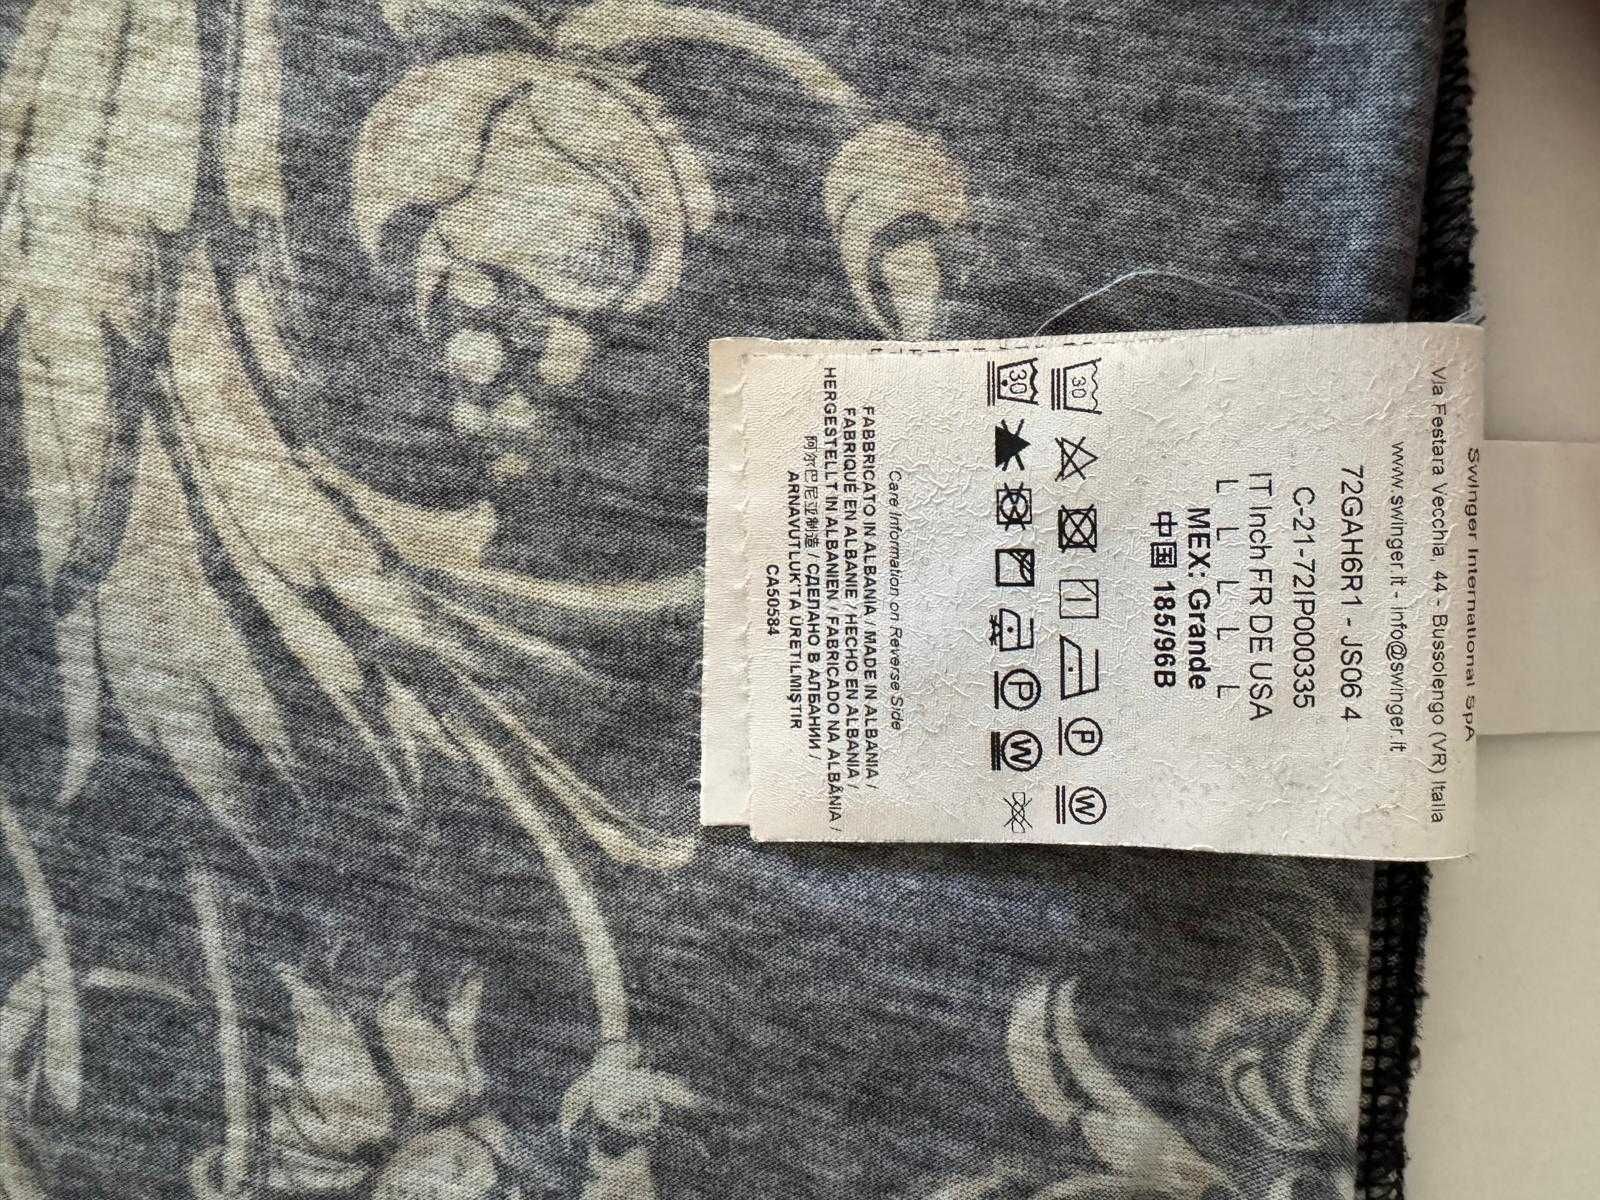 Swinger International SpA
Via Festara Vecchia, 44 - Bussolengo (VR) Italia
www.swinger.it - info@swinger.it
72GAH6R1 - JS06 4
C-21-72IP000335
IT Inch FR DE USA
L L L L L
MEX: Grande
中国 185/96B
30 P W
30 P W
Care Information on Reverse Side
FABBRICATO IN ALBANIA / MADE IN ALBANIA /
FABRIQUÉ EN ALBANIE / HECHO EN ALBANIA /
HERGESTELLT IN ALBANIEN / FABRICADO NA ALBÂNIA /
阿尔巴尼亚制造 / СДЕЛАНО В АЛБАНИИ /
ARNAVUTLUK'TA ÜRETILMIŞTIR
CA50584